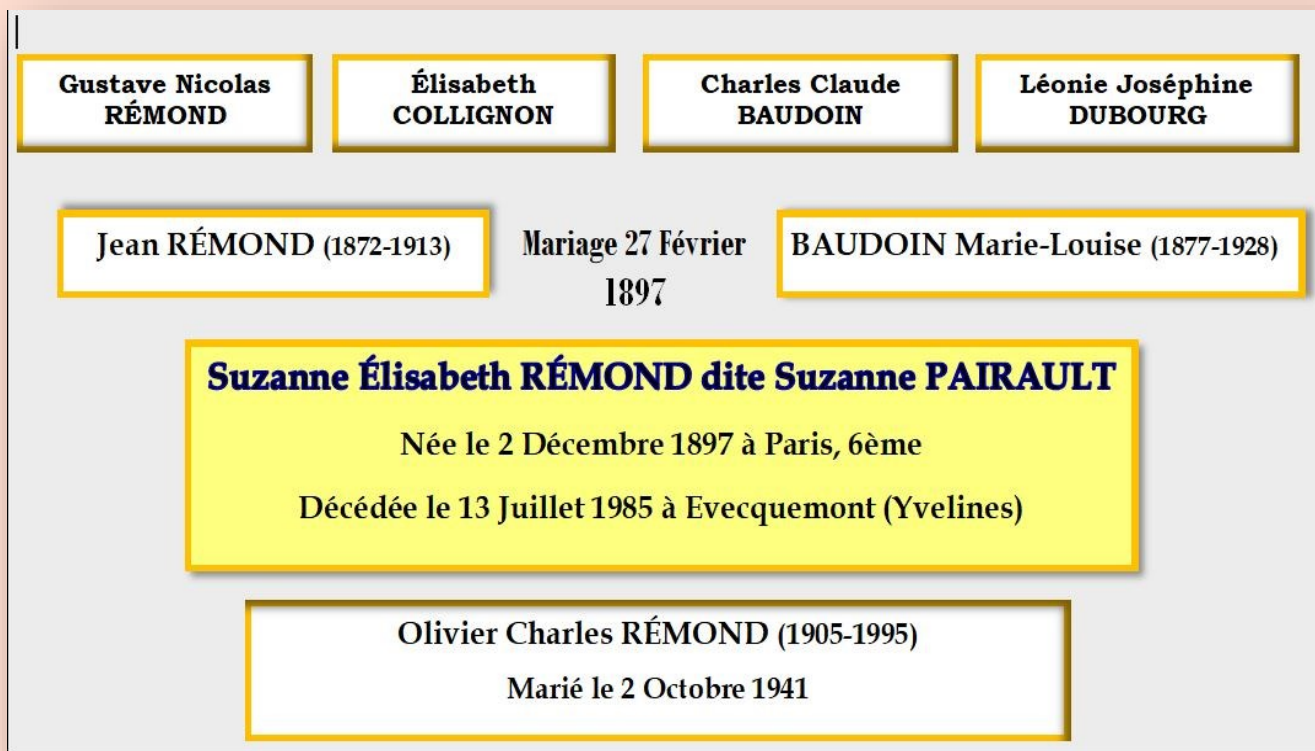 Gustave Nicolas
RÉMOND
Élisabeth
COLLIGNON
Charles Claude
BAUDOIN
Léonie Joséphine
DUBOURG
Jean RÉMOND (1872-1913)
Mariage 27 Février
1897
BAUDOIN Marie-Louise (1877-1928)
Suzanne Élisabeth RÉMOND dite Suzanne PAIRAULT
Née le 2 Décembre 1897 à Paris, 6ème
Décédée le 13 Juillet 1985 à Evecquemont (Yvelines)
Olivier Charles RÉMOND (1905-1995)
Marié le 2 Octobre 1941